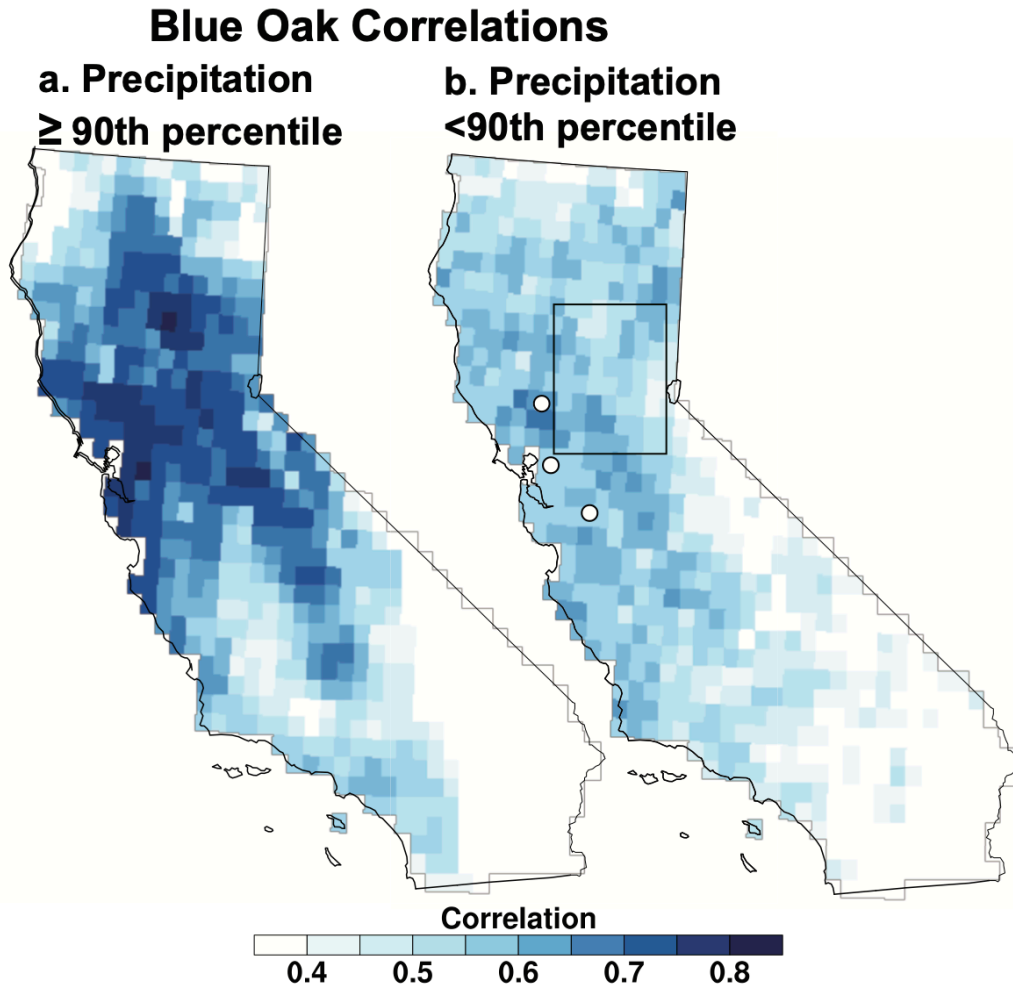 Blue Oak Correlations
a. Precipitation
≥ 90th percentile
b. Precipitation
<90th percentile
Correlation
0.4 0.5 0.6 0.7 0.8